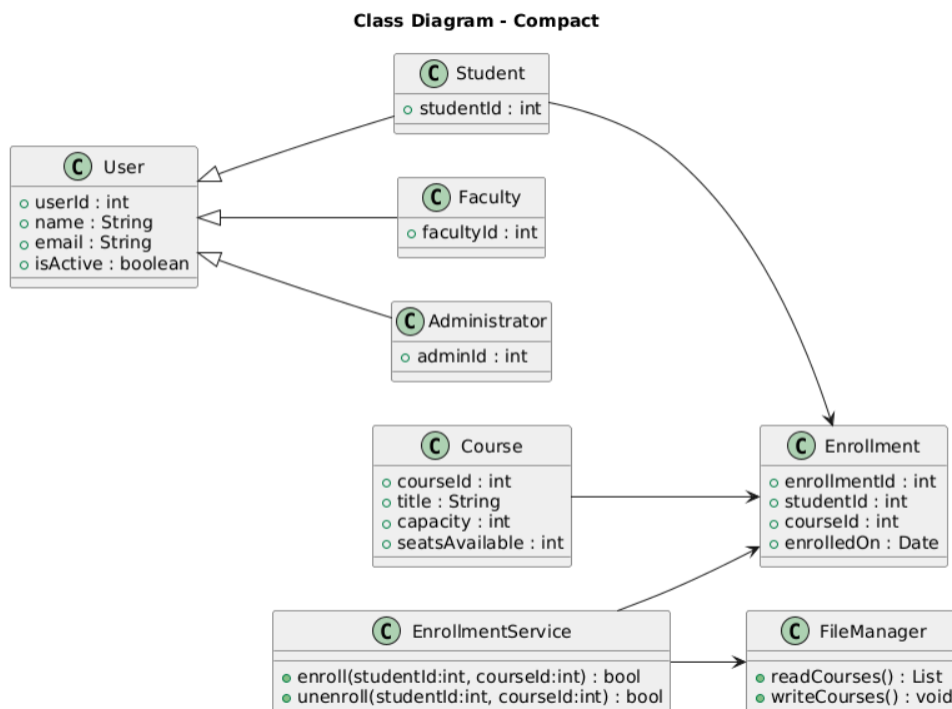 Class Diagram - Compact
C Student
studentId : int
C User
userId : int
name : String
email : String
isActive : boolean
C Faculty
facultyId : int
C Administrator
adminId : int
C Course
courseId : int
title : String
capacity : int
seatsAvailable : int
C Enrollment
enrollmentId : int
studentId : int
courseId : int
enrolledOn : Date
C EnrollmentService
enroll(studentId:int, courseId:int) : bool
unenroll(studentId:int, courseId:int) : bool
C FileManager
readCourses() : List
writeCourses() : void